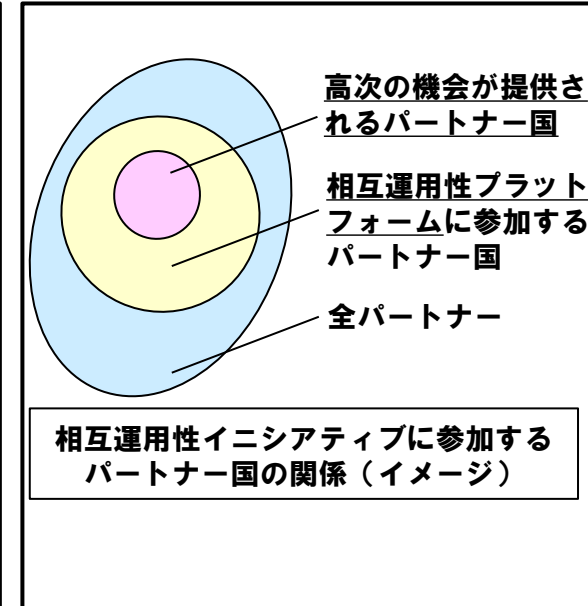 高次の機会が提供さ
れるパートナー国
相互運用性プラット
フォームに参加する
パートナー国
全パートナー
相互運用性イニシアティブに参加する
パートナー国の関係（イメージ）